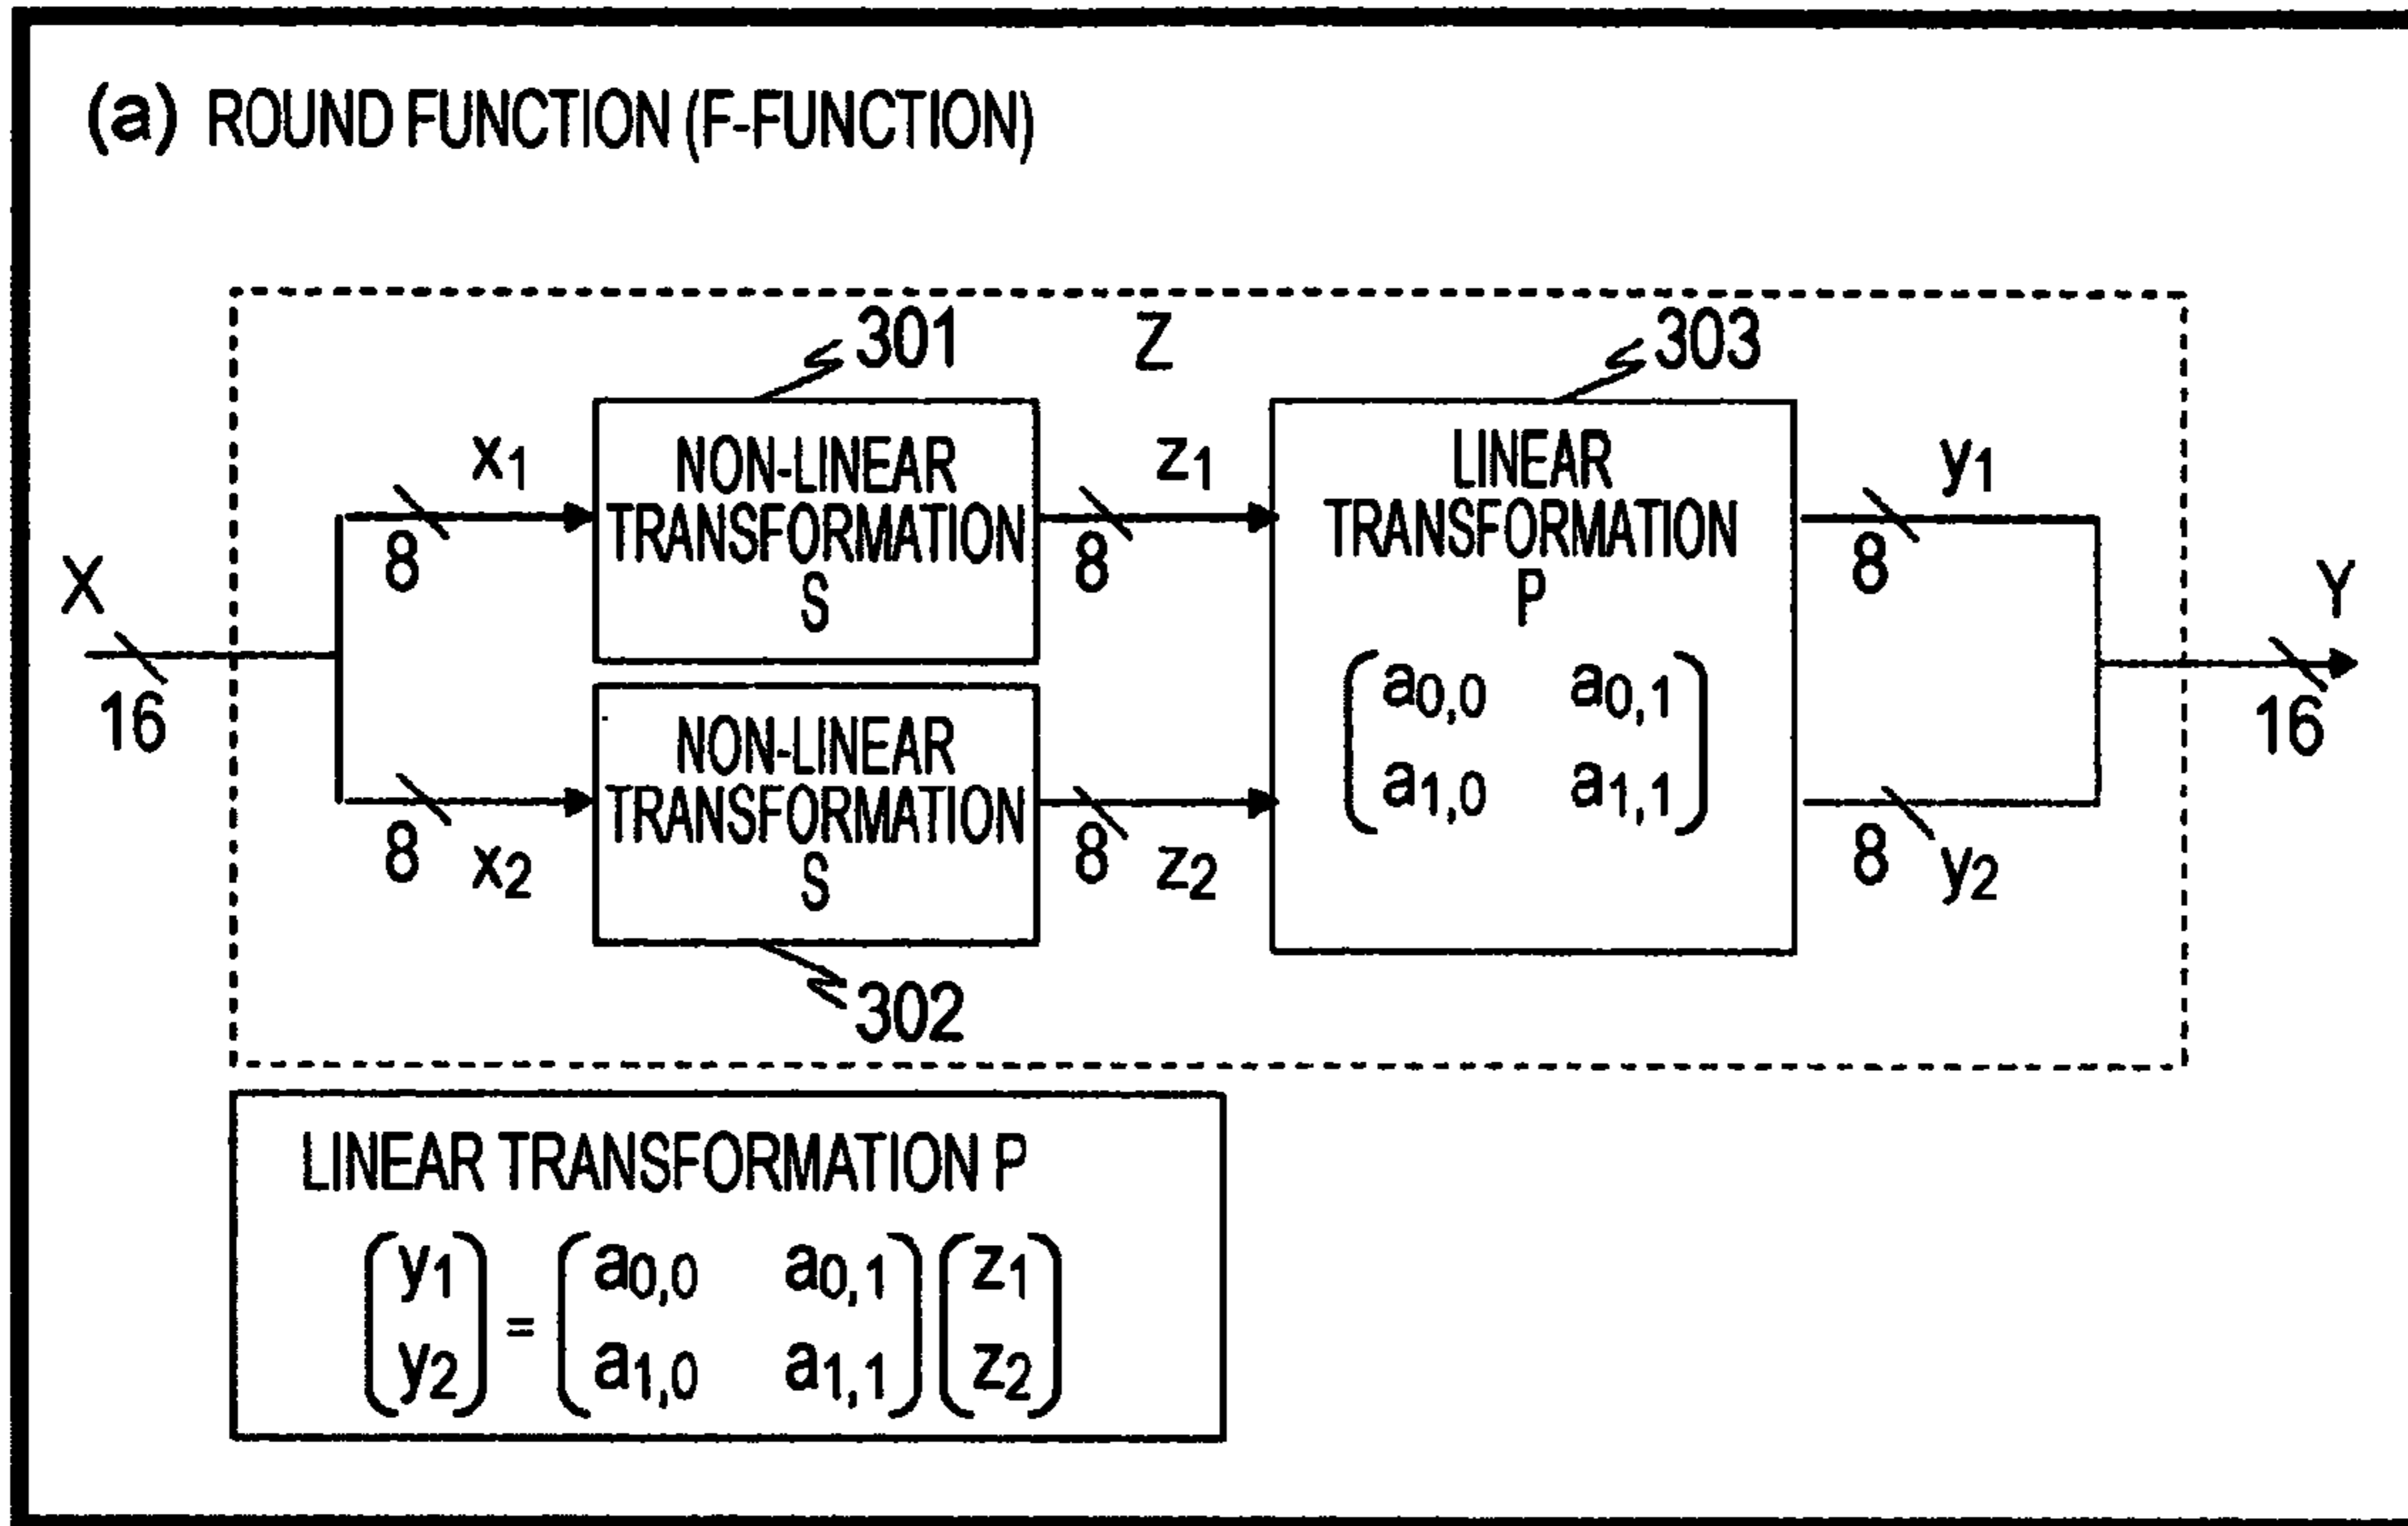 (a) ROUND FUNCTION (F-FUNCTION)
301
Z
303
X
16
x1
8
NON-LINEAR
TRANSFORMATION
S
z1
8
LINEAR
TRANSFORMATION
P
a0,0 a0,1
a1,0 a1,1
y1
8
Y
16
8
x2
NON-LINEAR
TRANSFORMATION
S
8
z2
8
y2
302
LINEAR TRANSFORMATION P
(y1) = (a0,0 a0,1) (z1)
(y2) (a1,0 a1,1) (z2)